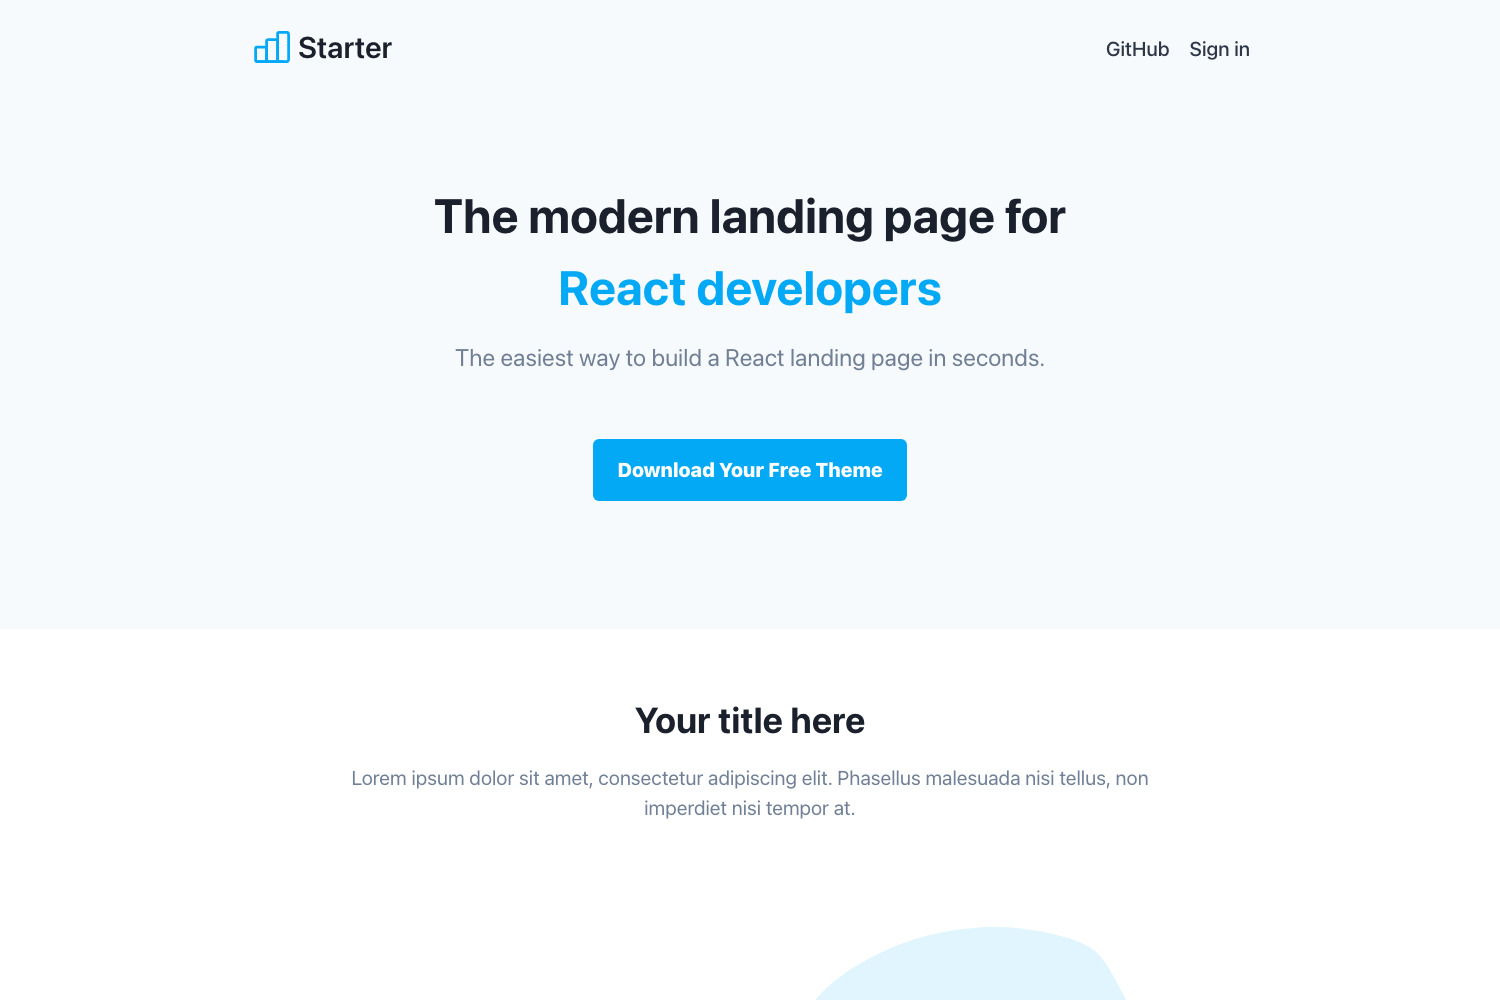 Starter
GitHub Sign in
The modern landing page for
React developers
The easiest way to build a React landing page in seconds.
Download Your Free Theme
Your title here
Lorem ipsum dolor sit amet, consectetur adipiscing elit. Phasellus malesuada nisi tellus, non
imperdiet nisi tempor at.